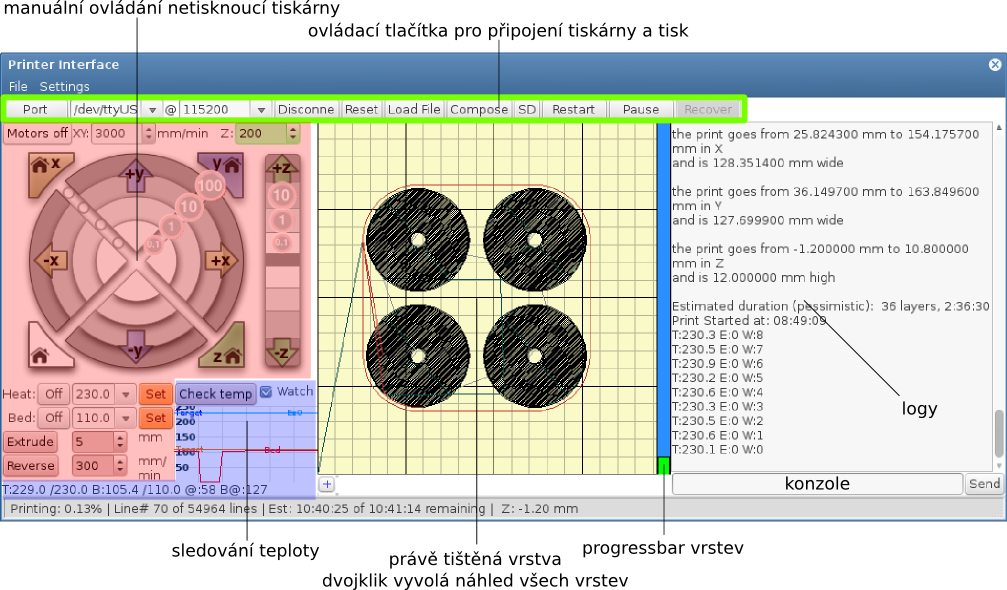 manuální ovládání netisknoucí tiskárny
ovládací tlačítka pro připojení tiskárny a tisk
Printer Interface
File Settings
Port /dev/ttyUS @ 115200 Disconne Reset Load File Compose SD Restart Pause Recover
Motors off XY: 3000 mm/min Z: 200
x y
+y +z
100
10 10
1 1
0.1 0.1
-x +x
-y
z -z
Heat: Off 230.0 Set Check temp Watch
Bed: Off 110.0 Set
Extrude 5 mm
Reverse 300 mm/
min
250
Target Ex0
200
150
Target Bed
100
50
T:229.0 /230.0 B:105.4 /110.0 @:58 B@:127
the print goes from 25.824300 mm to 154.175700
mm in X
and is 128.351400 mm wide
the print goes from 36.149700 mm to 163.849600
mm in Y
and is 127.699900 mm wide
the print goes from -1.200000 mm to 10.800000
mm in Z
and is 12.000000 mm high
Estimated duration (pessimistic): 36 layers, 2:36:30
Print Started at: 08:49:09
T:230.3 E:0 W:8
T:230.5 E:0 W:7
T:230.9 E:0 W:6
T:230.2 E:0 W:5
T:230.6 E:0 W:4
T:230.3 E:0 W:3
T:230.5 E:0 W:2
T:230.6 E:0 W:1
T:230.1 E:0 W:0
logy
+
konzole Send
Printing: 0.13% | Line# 70 of 54964 lines | Est: 10:40:25 of 10:41:14 remaining | Z: -1.20 mm
sledování teploty
právě tištěná vrstva
dvojklik vyvolá náhled všech vrstev
progressbar vrstev